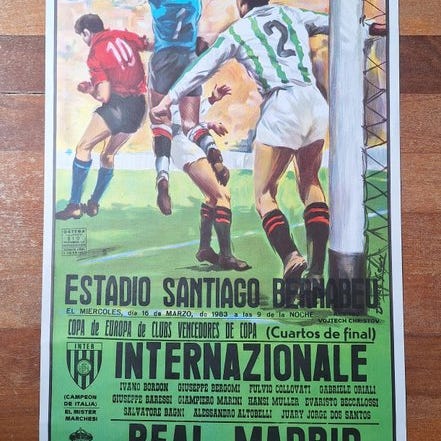 10
2
ESTADIO SANTIAGO BERNABEU
EL MIERCOLES, día 16 de MARZO, de 1983 a las 9 de la NOCHE
VOJTECH CHRISTOV
COPA de EUROPA de CLUBS VENCEDORES DE COPA (Cuartos de final)
INTER
INTERNAZIONALE
(CAMPEON
DE ITALIA)
EL MISTER
MARCHESI
IVANO BORDON GIUSEPPE BERGOMI FULVIO COLLOVATI GABRIELE ORIALI
GIUSEPPE BARESSI GIAMPIERO MARINI HANSI MULLER EVARISTO BECCALOSSI
SALVATORE BAGNI ALESSANDRO ALTOBELLI JUARY JORGE DOS SANTOS
REAL MADRID